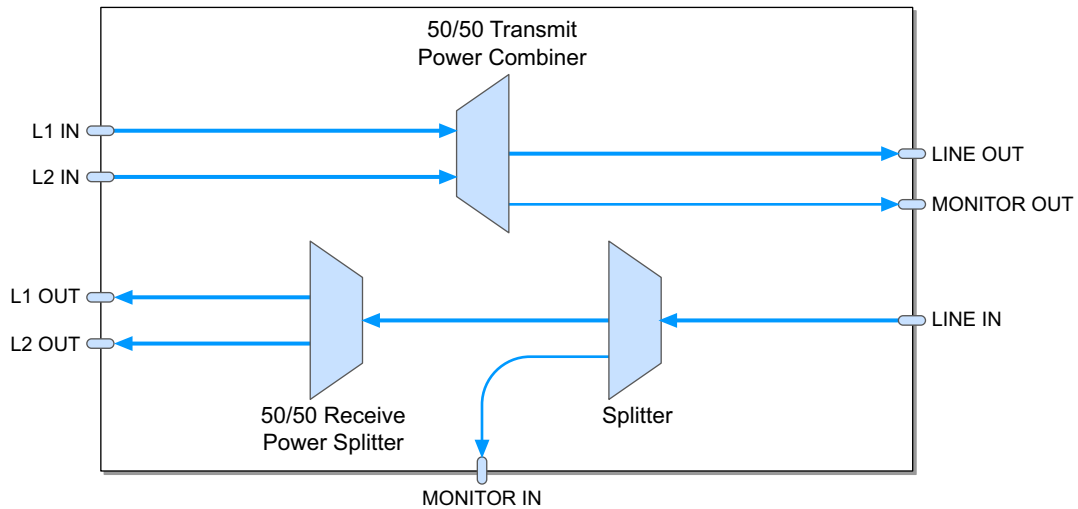 50/50 Transmit
Power Combiner
L1 IN
L2 IN
LINE OUT
MONITOR OUT
L1 OUT
L2 OUT
LINE IN
50/50 Receive
Power Splitter
Splitter
MONITOR IN